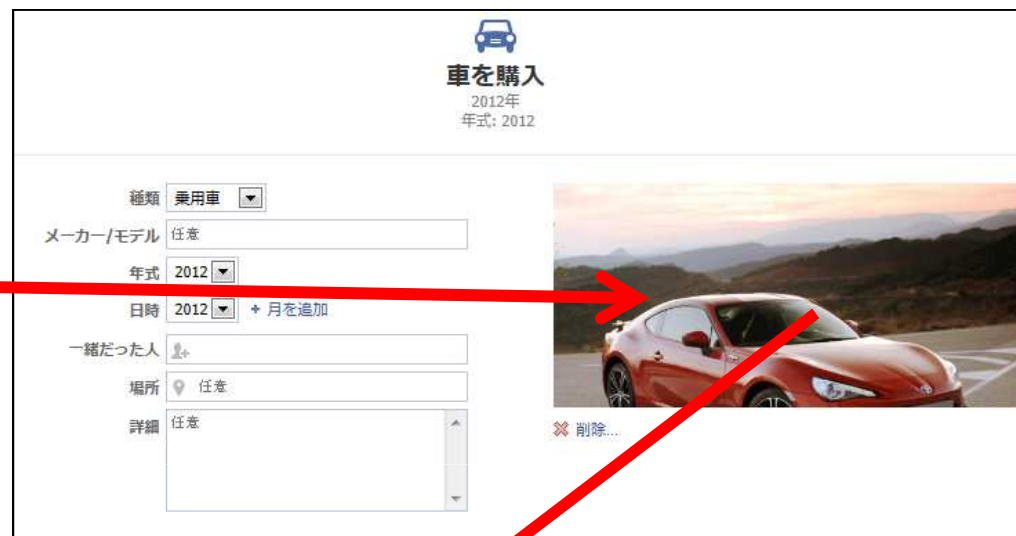 車を購入
2012年
年式: 2012
種類 乗用車
メーカー/モデル 任意
年式 2012
日時 2012 + 月を追加
一緒だった人
場所 任意
詳細 任意
削除...